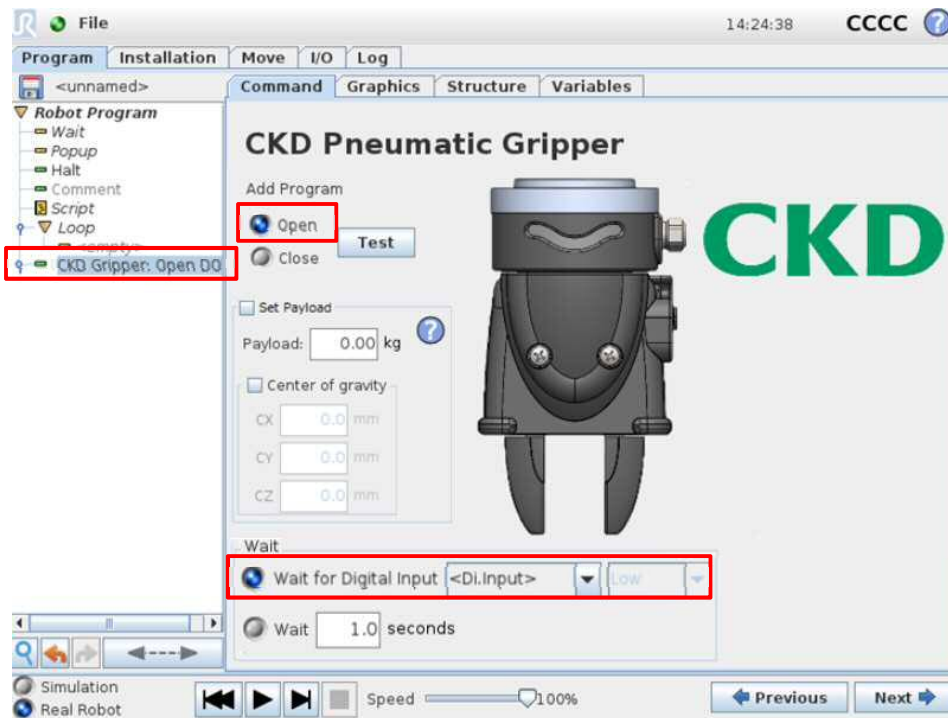 File 14:24:38 CCCC ?
Program Installation Move I/O Log
<unnamed> Command Graphics Structure Variables
Robot Program
Wait
Popup
Halt
Comment
Script
Loop
<empty>
CKD Gripper: Open DO
CKD Pneumatic Gripper
Add Program
Open
Test
Close
CKD
Set Payload
Payload: 0.00 kg ?
Center of gravity
CX 0.0 mm
CY 0.0 mm
CZ 0.0 mm
Wait
Wait for Digital Input <Di.Input> Low
Wait 1.0 seconds
Simulation
Real Robot
Speed 100%
Previous Next